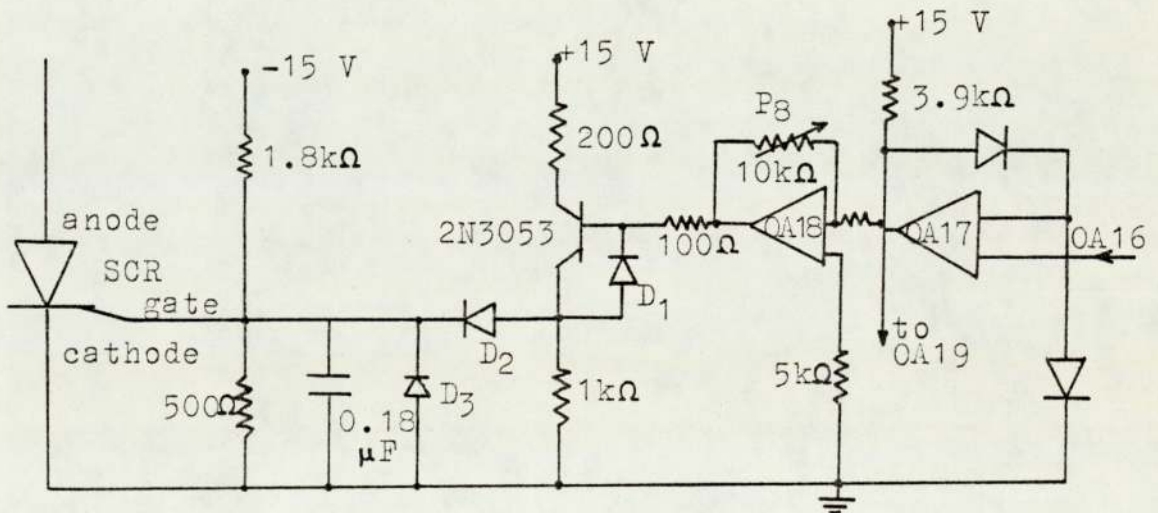 -15 V
+15 V
+15 V
1.8kΩ
200Ω
P8
10kΩ
3.9kΩ
anode
SCR
gate
cathode
2N3053
100Ω
OA18
OA17
OA16
D1
D2
D3
to
OA19
500Ω
0.18
μF
1kΩ
5kΩ